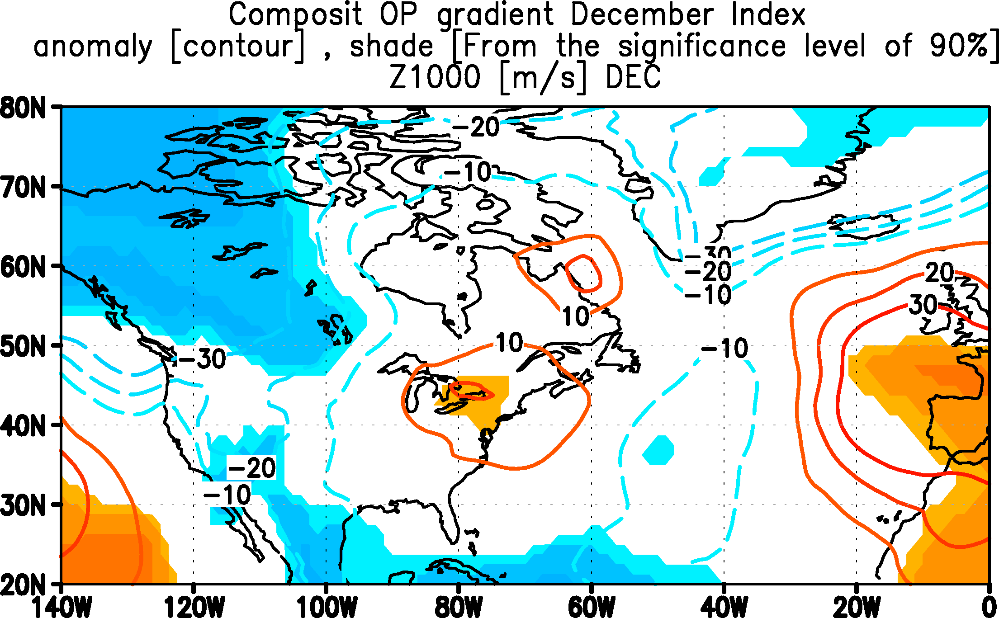 Composit OP gradient December Index
anomaly [contour] , shade [From the significance level of 90%]
Z1000 [m/s] DEC
80N
-20
-10
70N
-30
60N
-20
20
-10
30
10
50N
10
-10
-30
40N
-20
-10
30N
20N
140W 120W 100W 80W 60W 40W 20W 0